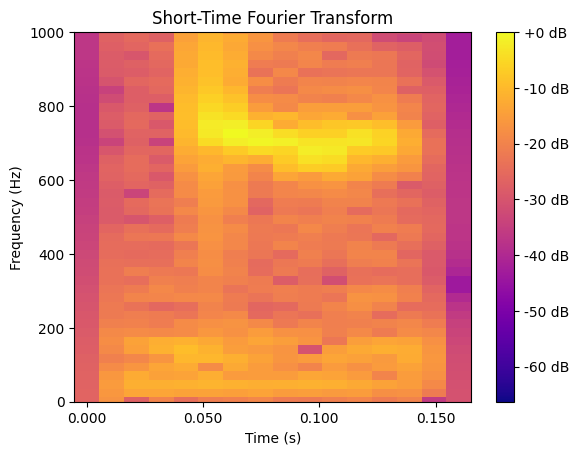 Short-Time Fourier Transform
1000
800
600
400
200
0
Frequency (Hz)
0.000
0.050
0.100
0.150
Time (s)
+0 dB
-10 dB
-20 dB
-30 dB
-40 dB
-50 dB
-60 dB